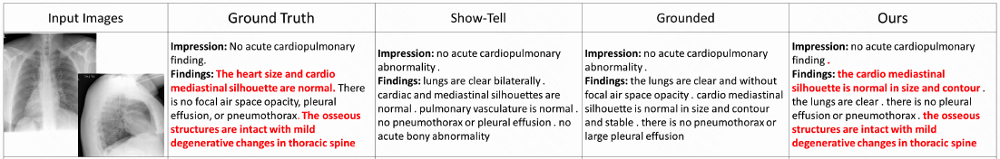 Input Images
Ground Truth
Show-Tell
Grounded
Ours
Impression: No acute cardiopulmonary
finding.
Findings: The heart size and cardio
mediastinal silhouette are normal. There
is no focal air space opacity, pleural
effusion, or pneumothorax. The osseous
structures are intact with mild
degenerative changes in thoracic spine
Impression: no acute cardiopulmonary
abnormality .
Findings: lungs are clear bilaterally .
cardiac and mediastinal silhouettes are
normal . pulmonary vasculature is normal .
no pneumothorax or pleural effusion . no
acute bony abnormality
Impression: no acute cardiopulmonary
abnormality .
Findings: the lungs are clear and without
focal air space opacity . cardio mediastinal
silhouette is normal in size and contour
and stable . there is no pneumothorax or
large pleural effusion
Impression: no acute cardiopulmonary
finding .
Findings: the cardio mediastinal
silhouette is normal in size and contour .
the lungs are clear . there is no pleural
effusion or pneumothorax . the osseous
structures are intact with mild
degenerative changes in thoracic spine